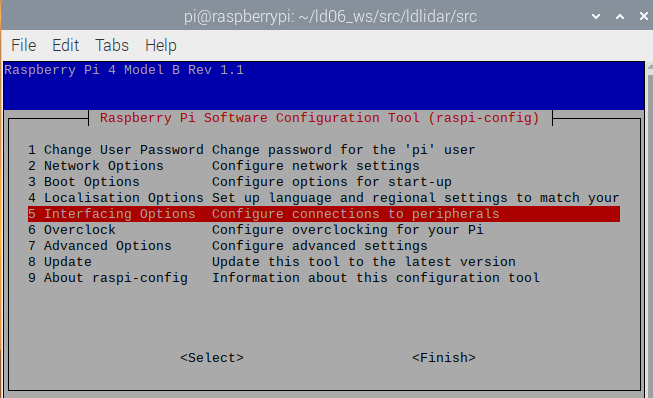 pi@raspberrypi: ~/ld06_ws/src/ldlidar/src
File Edit Tabs Help
Raspberry Pi 4 Model B Rev 1.1
Raspberry Pi Software Configuration Tool (raspi-config)
1 Change User Password Change password for the 'pi' user
2 Network Options Configure network settings
3 Boot Options Configure options for start-up
4 Localisation Options Set up language and regional settings to match your
5 Interfacing Options Configure connections to peripherals
6 Overclock Configure overclocking for your Pi
7 Advanced Options Configure advanced settings
8 Update Update this tool to the latest version
9 About raspi-config Information about this configuration tool
<Select> <Finish>